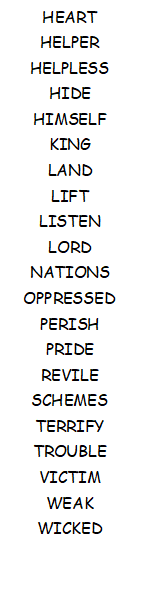 HEART
HELPER
HELPLESS
HIDE
HIMSELF
KING
LAND
LIFT
LISTEN
LORD
NATIONS
OPPRESSED
PERISH
PRIDE
REVILE
SCHEMES
TERRIFY
TROUBLE
VICTIM
WEAK
WICKED